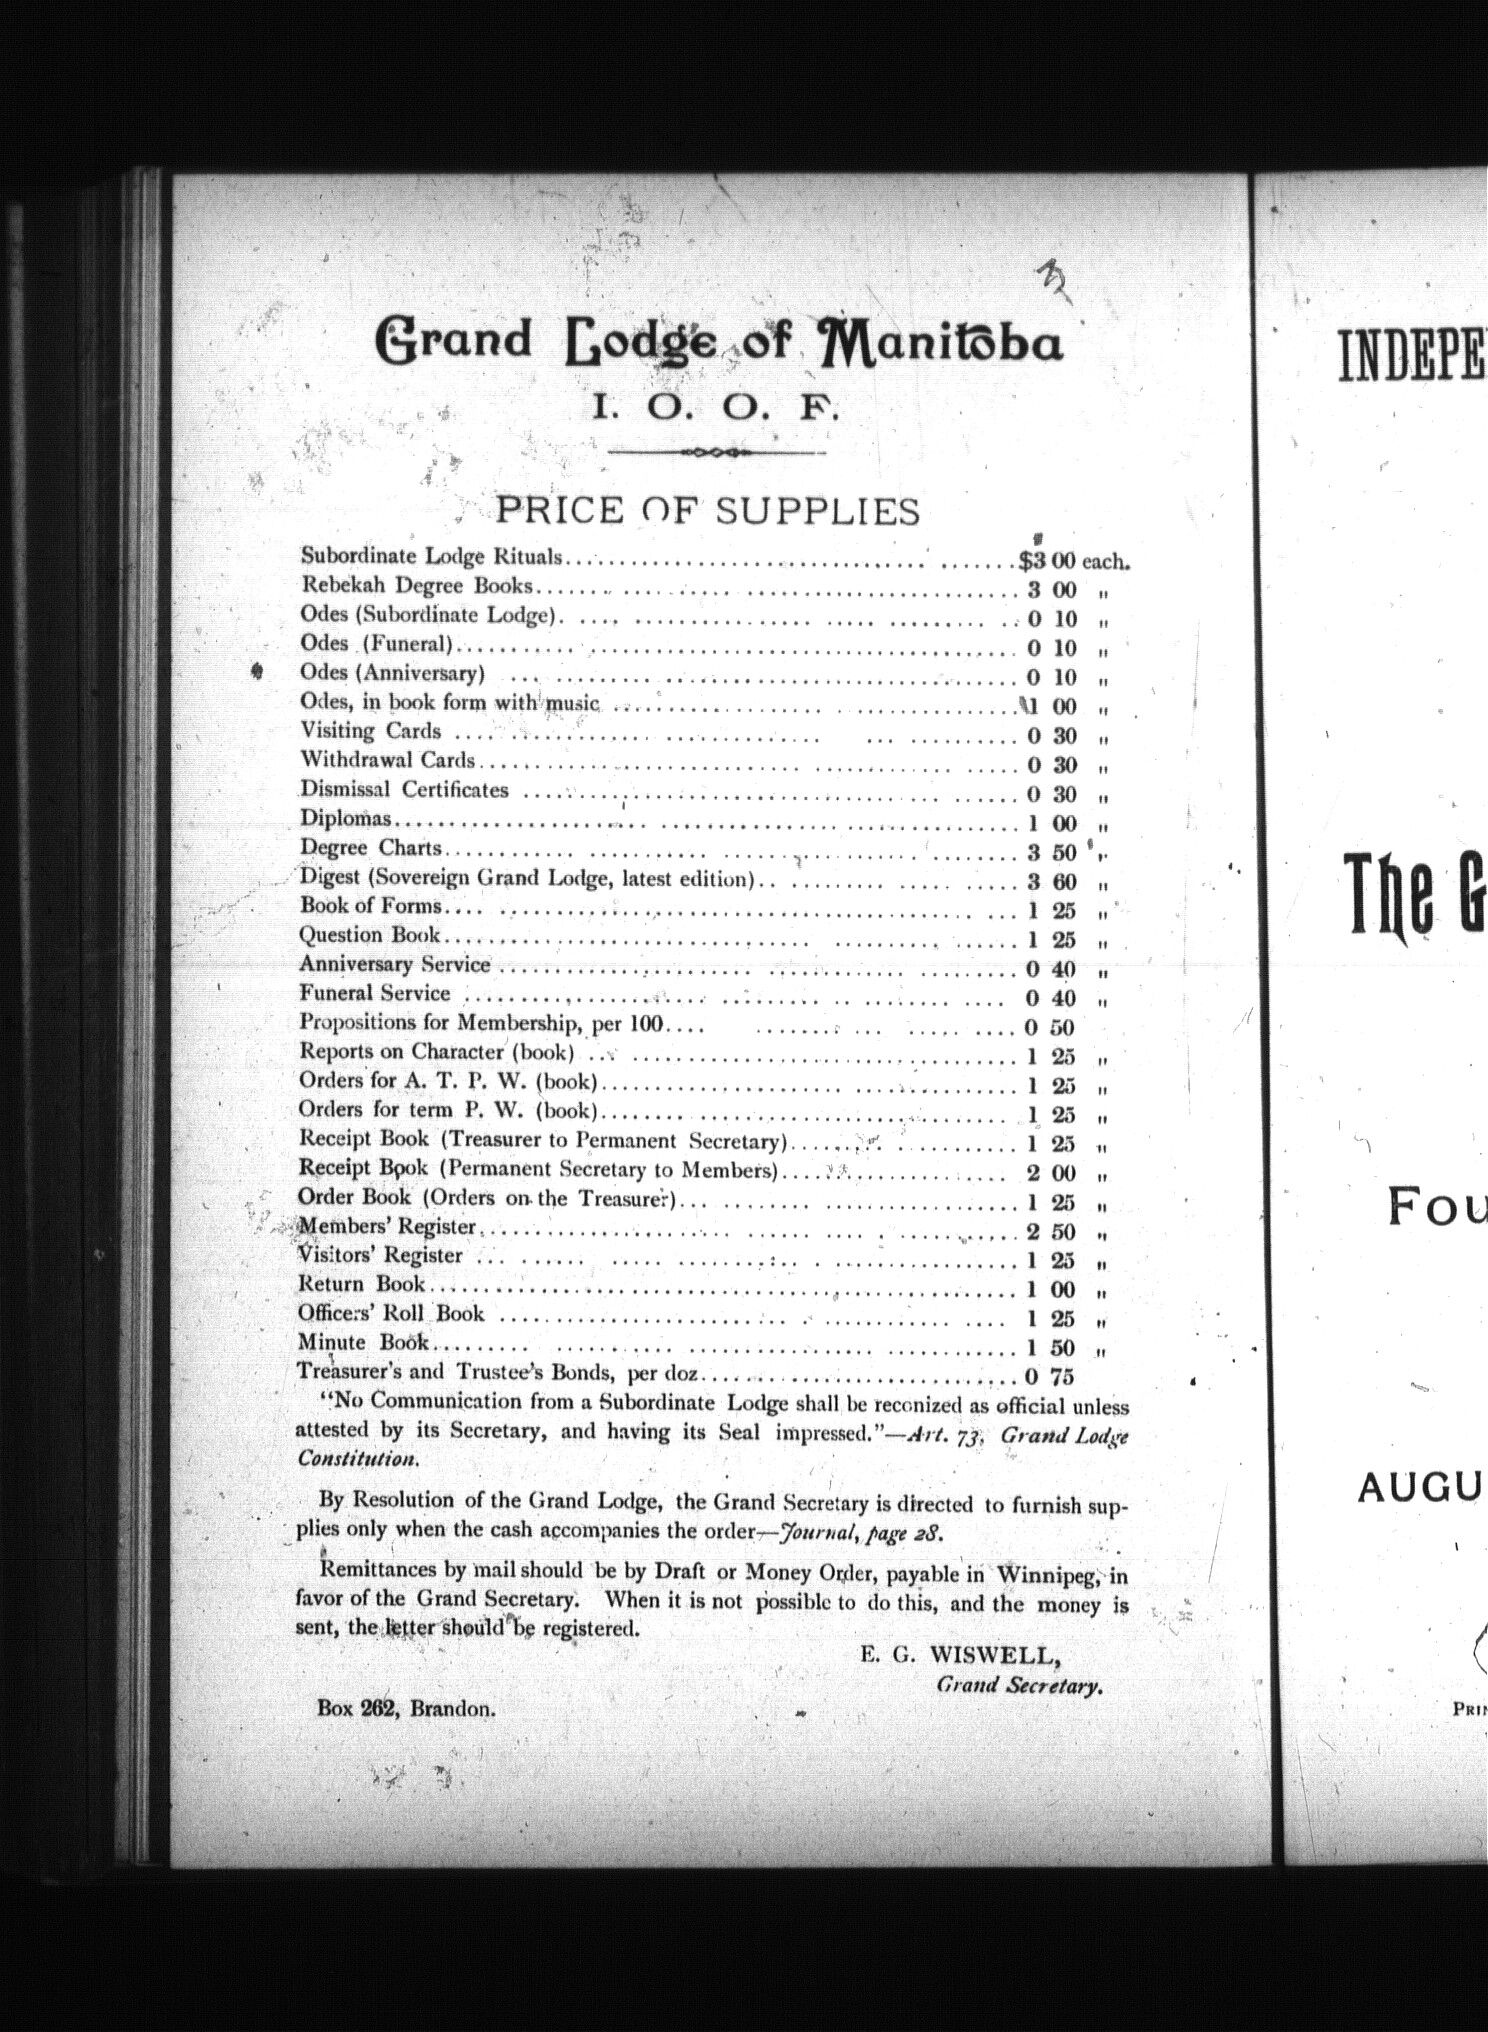 Grand Lodge of Manitoba
I. O. O. F.
PRICE OF SUPPLIES
Subordinate Lodge Rituals........ $3 00 each.
Rebekah Degree Books........ 3 00 "
Odes (Subordinate Lodge)........ 0 10 "
Odes (Funeral)........ 0 10 "
Odes (Anniversary)........ 0 10 "
Odes, in book form with music........ 1 00 "
Visiting Cards........ 0 30 "
Withdrawal Cards........ 0 30 "
Dismissal Certificates........ 0 30 "
Diplomas........ 1 00 "
Degree Charts........ 3 50 "
Digest (Sovereign Grand Lodge, latest edition)........ 3 60 "
Book of Forms........ 1 25 "
Question Book........ 1 25 "
Anniversary Service........ 0 40 "
Funeral Service........ 0 40 "
Propositions for Membership, per 100........ 0 50
Reports on Character (book)........ 1 25 "
Orders for A. T. P. W. (book)........ 1 25 "
Orders for term P. W. (book)........ 1 25 "
Receipt Book (Treasurer to Permanent Secretary)........ 1 25 "
Receipt Book (Permanent Secretary to Members)........ 2 00 "
Order Book (Orders on the Treasurer)........ 1 25 "
Members' Register........ 2 50 "
Visitors' Register........ 1 25 "
Return Book........ 1 00 "
Officers' Roll Book........ 1 25 "
Minute Book........ 1 50 "
Treasurer's and Trustee's Bonds, per doz........ 0 75
"No Communication from a Subordinate Lodge shall be reconized as official unless
attested by its Secretary, and having its Seal impressed."—Art. 73, Grand Lodge
Constitution.
By Resolution of the Grand Lodge, the Grand Secretary is directed to furnish sup-
plies only when the cash accompanies the order—Journal, page 28.
Remittances by mail should be by Draft or Money Order, payable in Winnipeg, in
favor of the Grand Secretary. When it is not possible to do this, and the money is
sent, the letter should be registered.
E. G. WISWELL,
Grand Secretary.
Box 262, Brandon.
INDEPE
The G
Fou
AUGU
PRIN